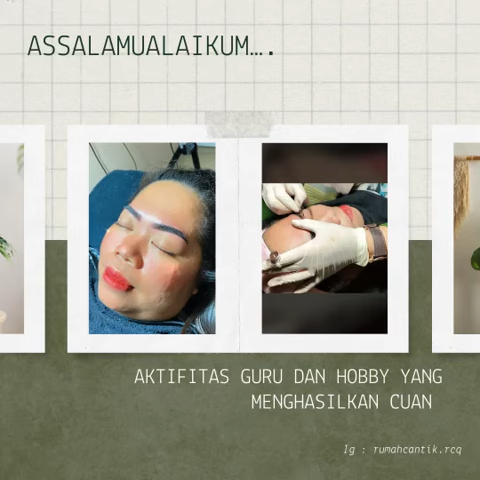 ASSALAMUALAIKUM....
AKTIFITAS GURU DAN HOBBY YANG
MENGHASILKAN CUAN
Ig : rumahcantik.rcq